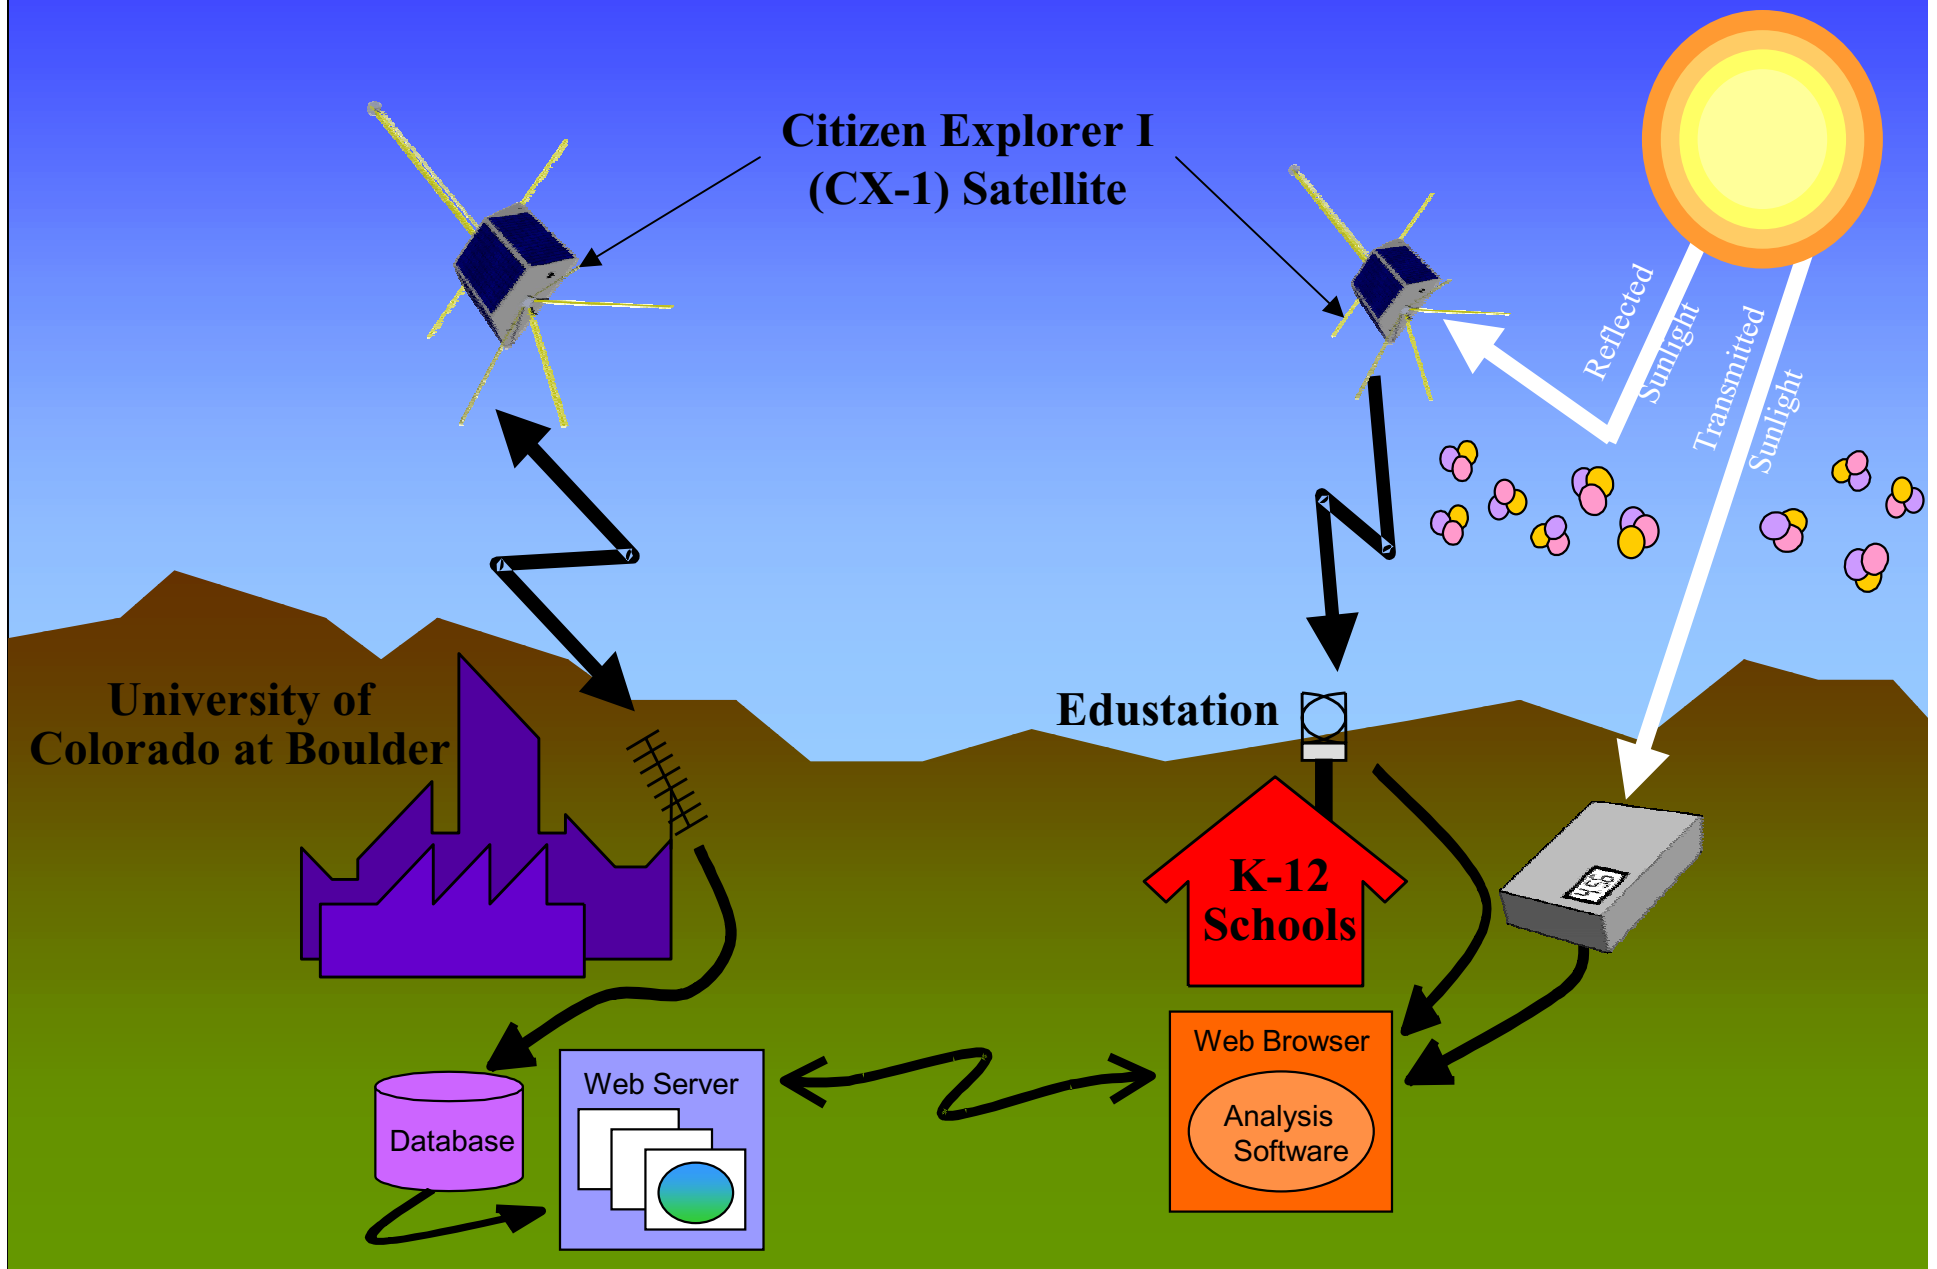 Citizen Explorer I
(CX-1) Satellite
Reflected
Sunlight
Transmitted
Sunlight
University of
Colorado at Boulder
Edustation
K-12
Schools
456
Web Browser
Analysis
Software
Web Server
Database